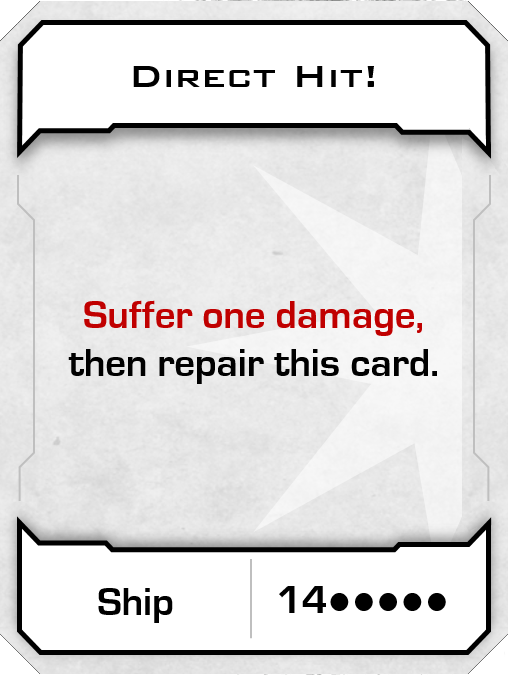 Direct Hit!
Suffer one damage,
then repair this card.
Ship
14●●●●●